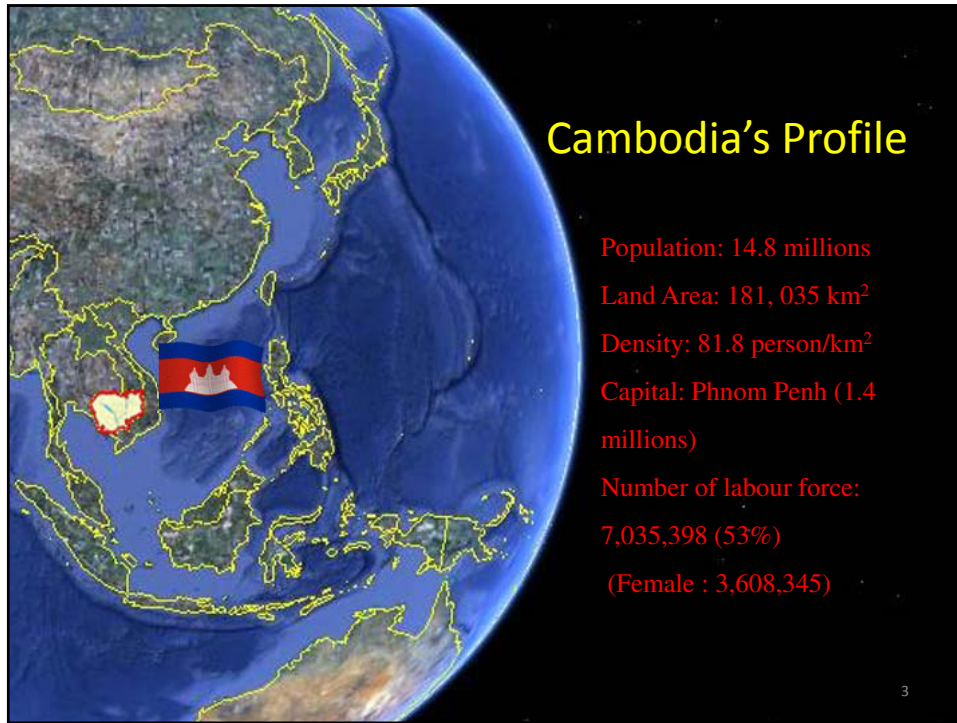 Cambodia’s Profile
Population: 14.8 millions
Land Area: 181, 035 km²
Density: 81.8 person/km²
Capital: Phnom Penh (1.4
millions)
Number of labour force:
7,035,398 (53%)
(Female : 3,608,345)
3